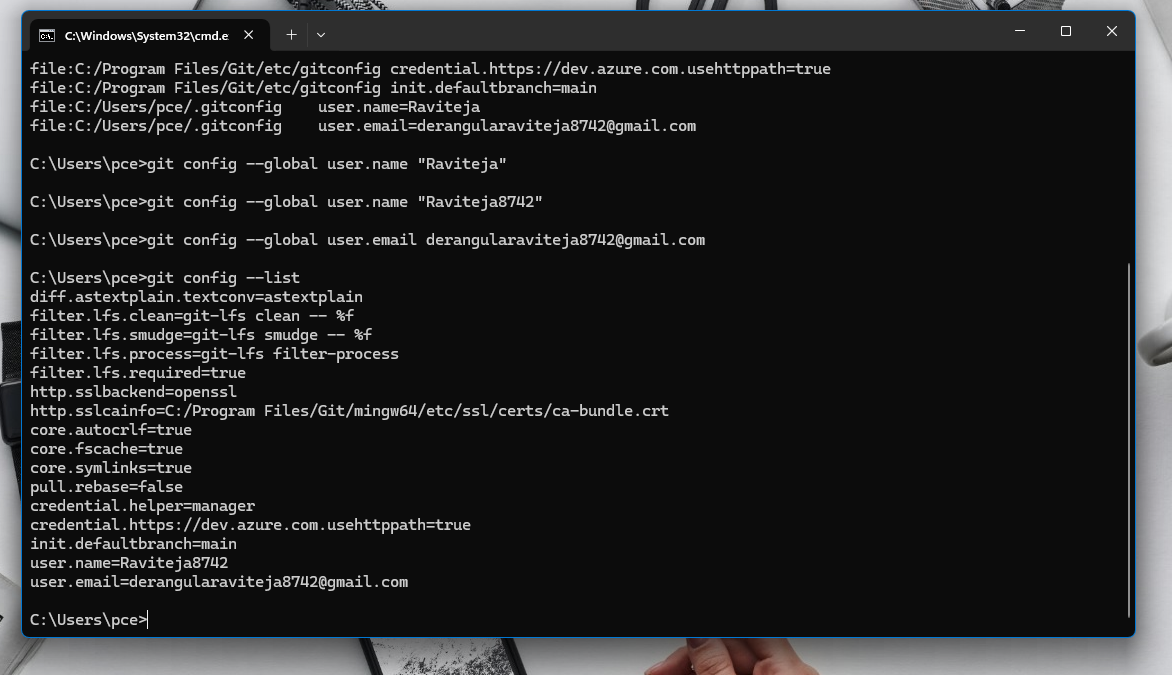 C:\Windows\System32\cmd.e
file:C:/Program Files/Git/etc/gitconfig credential.https://dev.azure.com.usehttppath=true
file:C:/Program Files/Git/etc/gitconfig init.defaultbranch=main
file:C:/Users/pce/.gitconfig    user.name=Raviteja
file:C:/Users/pce/.gitconfig    user.email=derangularaviteja8742@gmail.com
C:\Users\pce>git config --global user.name "Raviteja"
C:\Users\pce>git config --global user.name "Raviteja8742"
C:\Users\pce>git config --global user.email derangularaviteja8742@gmail.com
C:\Users\pce>git config --list
diff.astextplain.textconv=astextplain
filter.lfs.clean=git-lfs clean -- %f
filter.lfs.smudge=git-lfs smudge -- %f
filter.lfs.process=git-lfs filter-process
filter.lfs.required=true
http.sslbackend=openssl
http.sslcainfo=C:/Program Files/Git/mingw64/etc/ssl/certs/ca-bundle.crt
core.autocrlf=true
core.fscache=true
core.symlinks=true
pull.rebase=false
credential.helper=manager
credential.https://dev.azure.com.usehttppath=true
init.defaultbranch=main
user.name=Raviteja8742
user.email=derangularaviteja8742@gmail.com
C:\Users\pce>